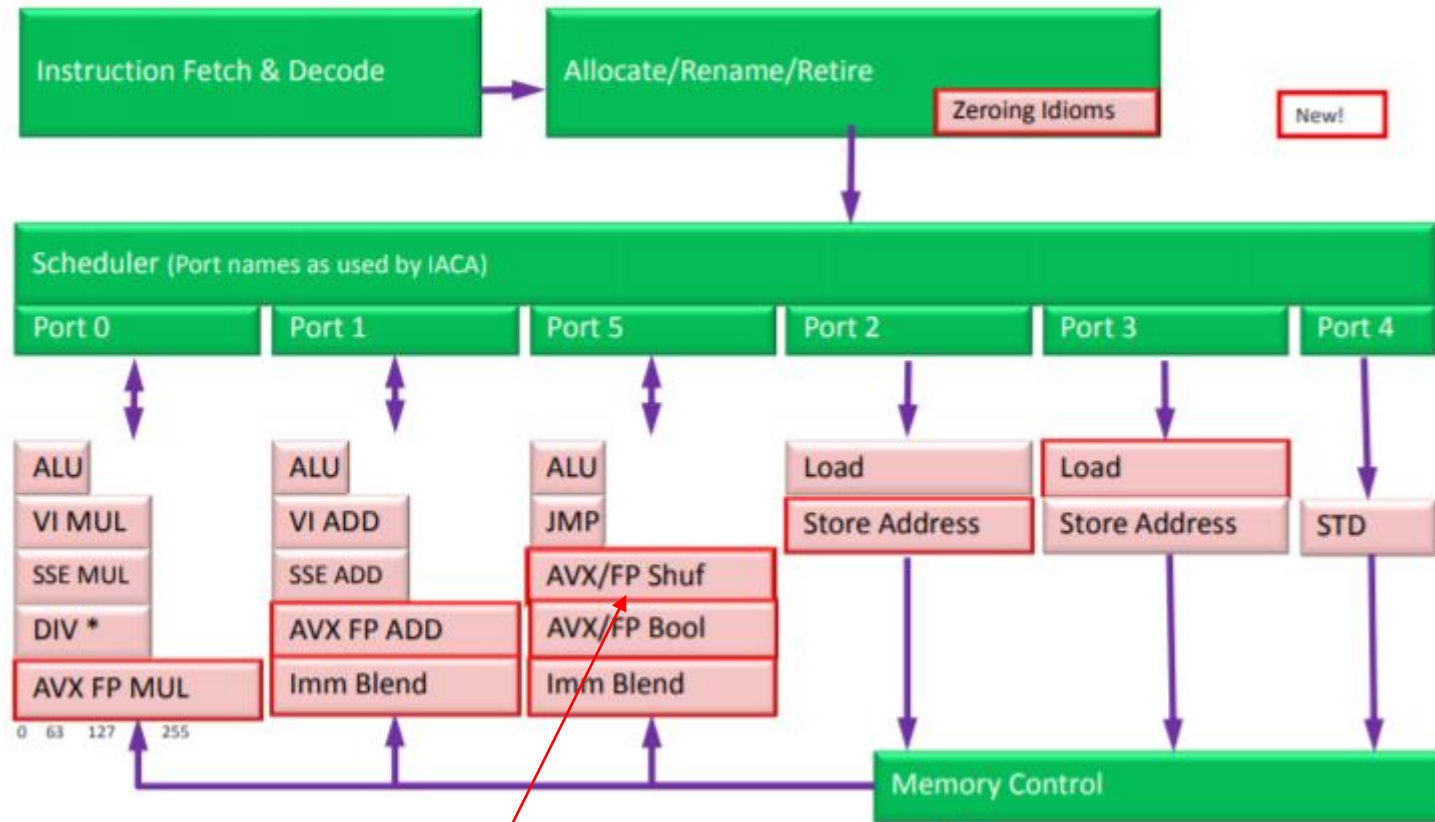 Instruction Fetch & Decode
Allocate/Rename/Retire
Zeroing Idioms
New!
Scheduler (Port names as used by IACA)
Port 0
Port 1
Port 5
Port 2
Port 3
Port 4
ALU
VI MUL
SSE MUL
DIV *
AVX FP MUL
0 63 127 255
ALU
VI ADD
SSE ADD
AVX FP ADD
Imm Blend
ALU
JMP
AVX/FP Shuf
AVX/FP Bool
Imm Blend
Load
Store Address
Load
Store Address
STD
Memory Control